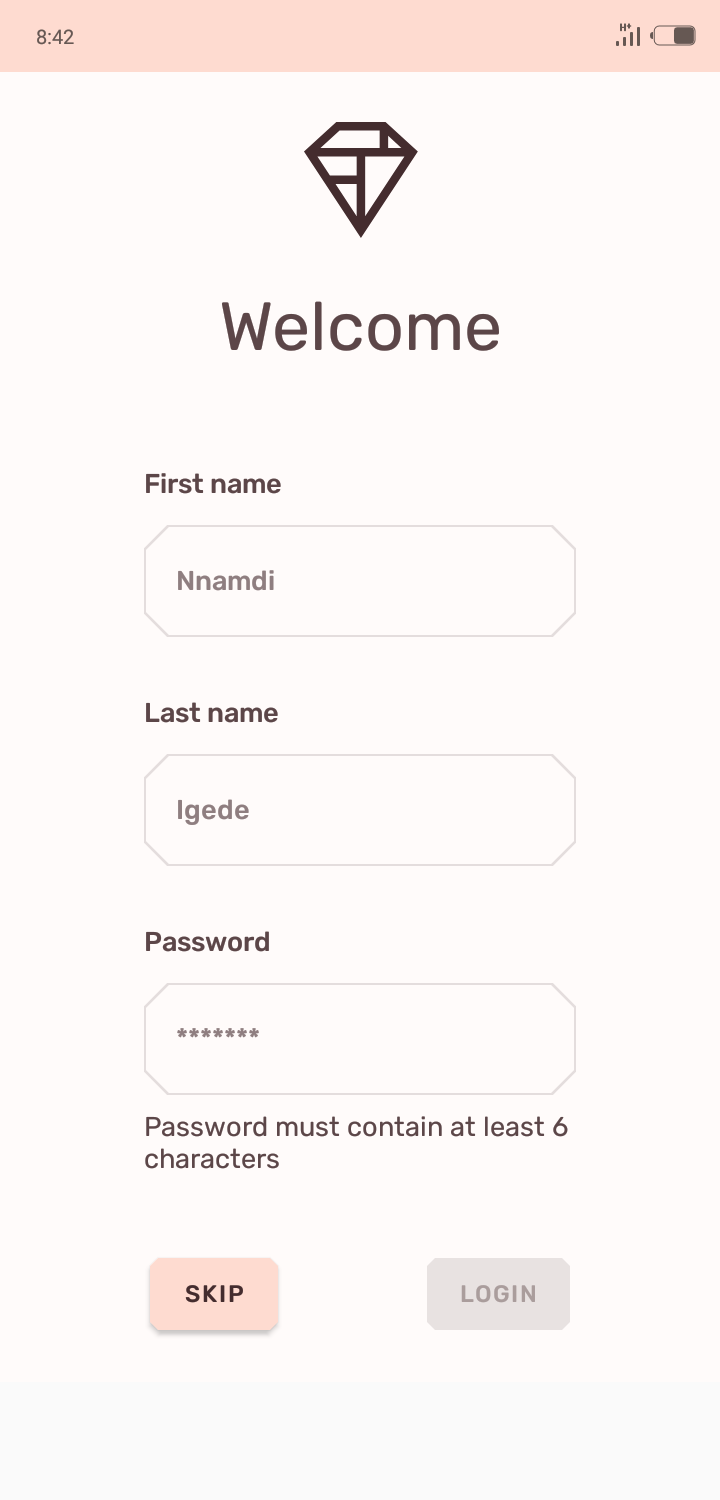 8:42
H+
Welcome
First name
Nnamdi
Last name
Igede
Password
*******
Password must contain at least 6
characters
SKIP
LOGIN